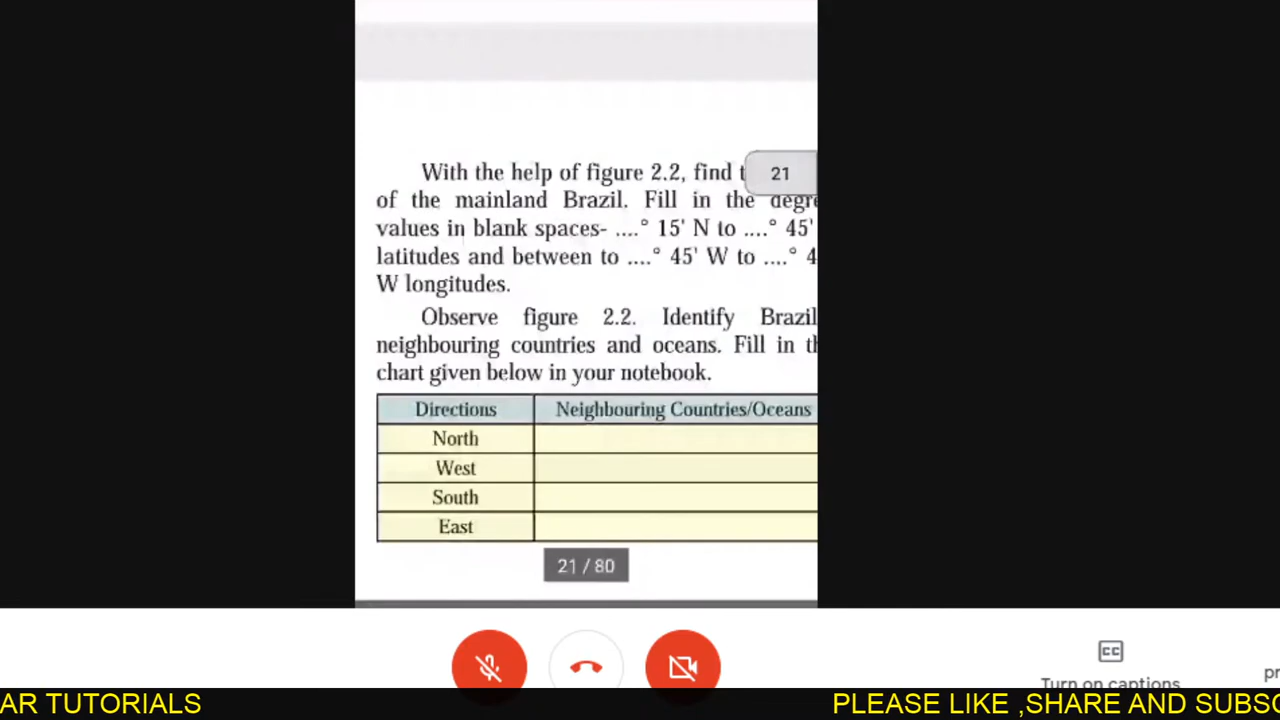 With the help of figure 2.2, find
21
of the mainland Brazil. Fill in the
values in blank spaces- ....° 15' N to ....° 45'
latitudes and between to ....° 45' W to ....° 4
W longitudes.
Observe figure 2.2. Identify Brazil
neighbouring countries and oceans. Fill in
chart given below in your notebook.
Directions Neighbouring Countries/Oceans
North
West
South
East
21 / 80
CC
Turn on captions
AR TUTORIALS
PLEASE LIKE ,SHARE AND